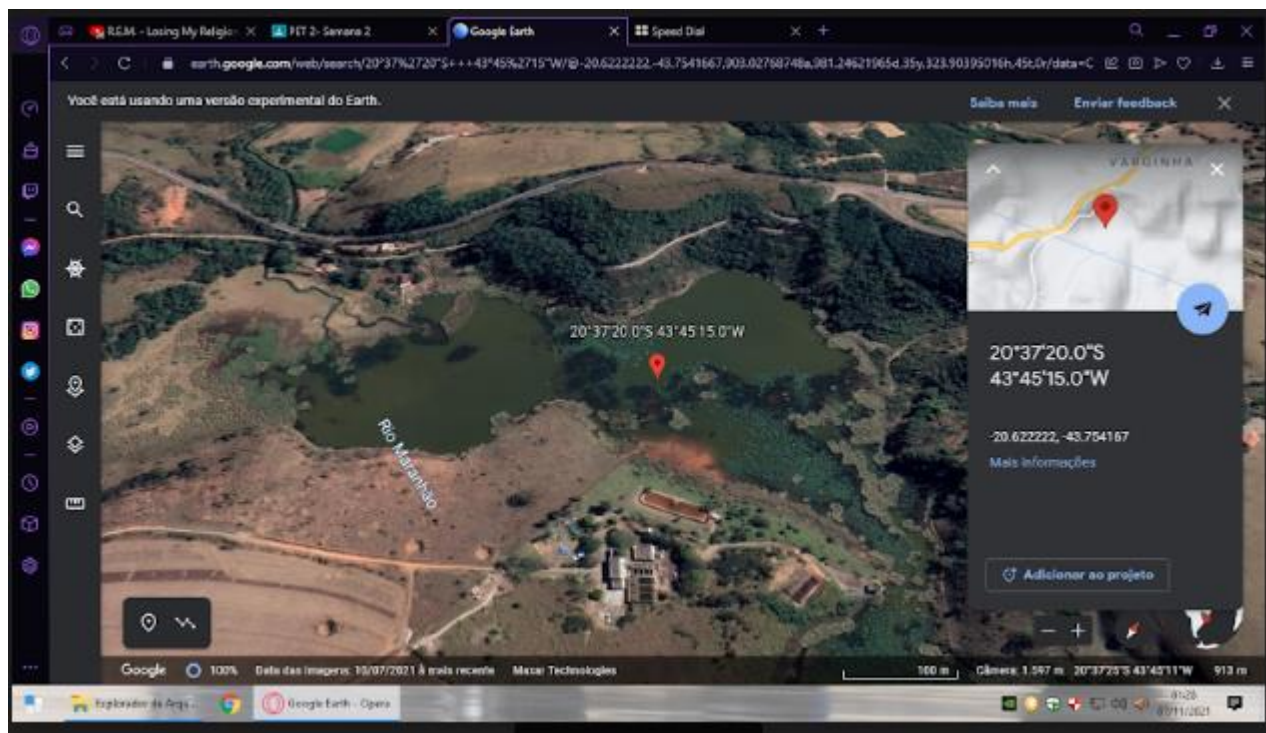 R.E.M. - Losing My Religion
PET 2- Semana 2
Google Earth
Speed Dial
earth.google.com/web/search/20°37%2720"S+++43°45%2715"W/@-20.6222222,-43.7541667,903.02768748a,981.24621965d,35y,323.90395016h,45t,0r/data=C
Você está usando uma versão experimental do Earth.
Saiba mais
Enviar feedback
VARGINHA
20°37'20.0"S 43°45'15.0"W
20°37'20.0"S
43°45'15.0"W
-20.622222, -43.754167
Mais informações
Rio Maranhão
Adicionar ao projeto
Google
100%
Data das imagens: 10/07/2021 à mais recente
Maxar Technologies
100 m
Câmera: 1.597 m 20°37'25"S 43°45'11"W 913 m
Explorador de Arqu
Google Earth - Opera
01:28
07/11/2021